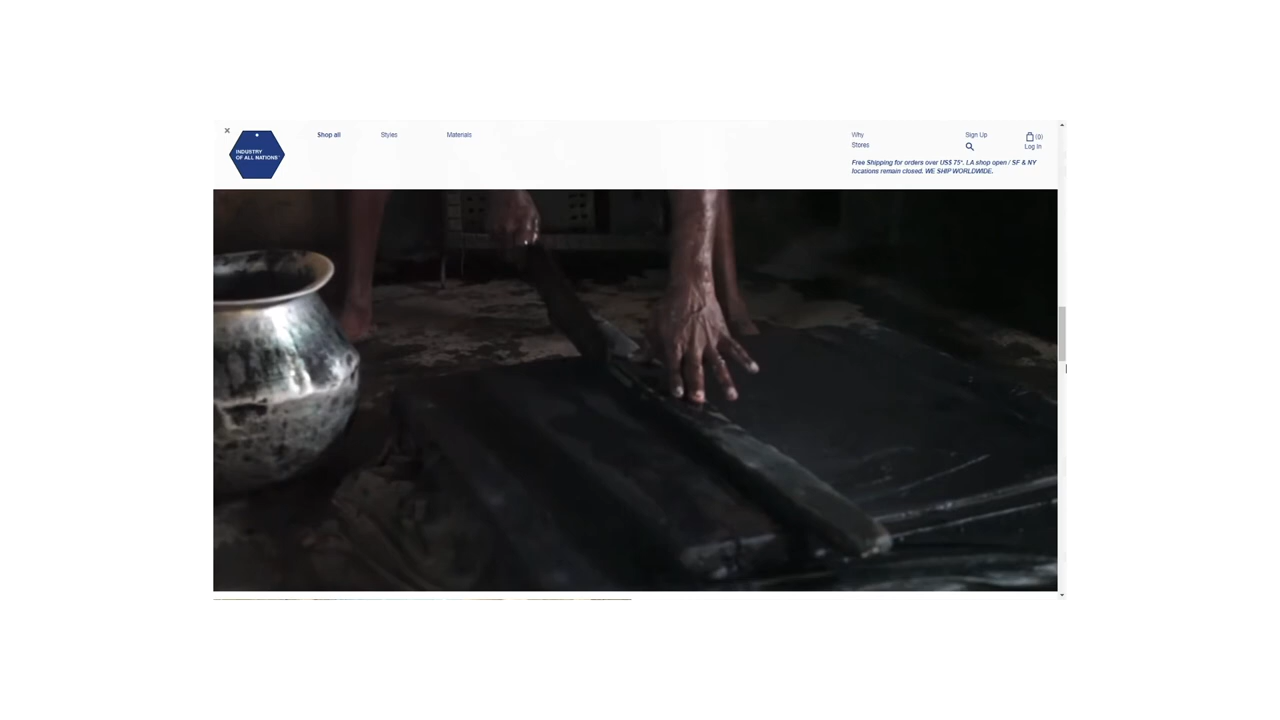 INDUSTRY
OF ALL NATIONS™
Shop all
Styles
Materials
Why
Stores
Sign Up
(0)
Log In
Free Shipping for orders over US$ 75*. LA shop open / SF & NY
locations remain closed. WE SHIP WORLDWIDE.